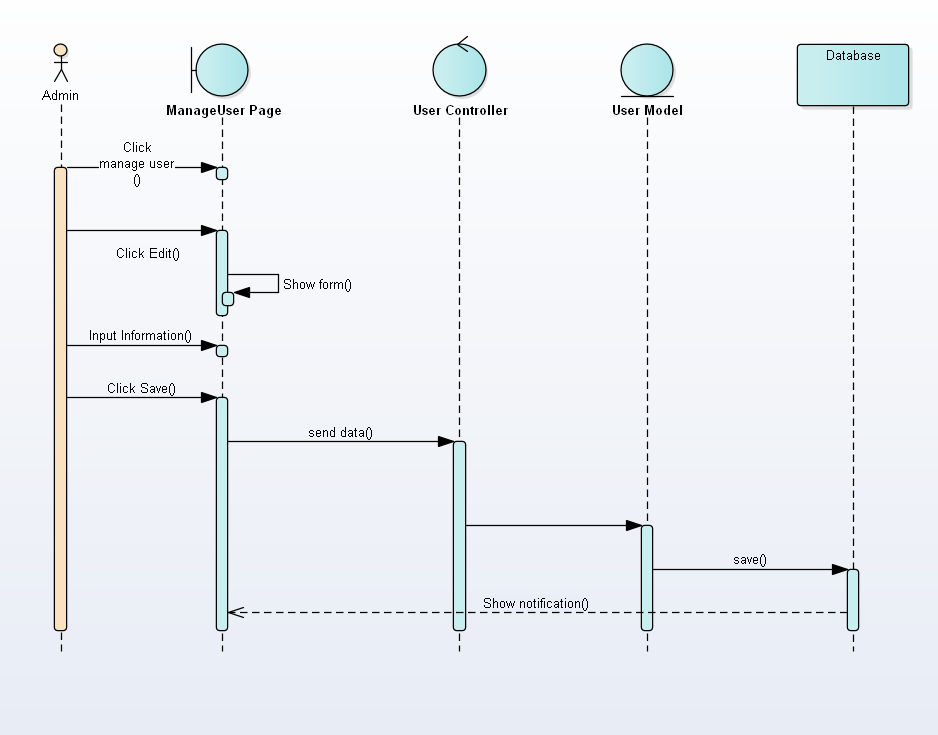 Admin
ManageUser Page
User Controller
User Model
Database
Click
manage user
()
Click Edit()
Show form()
Input Information()
Click Save()
send data()
save()
Show notification()